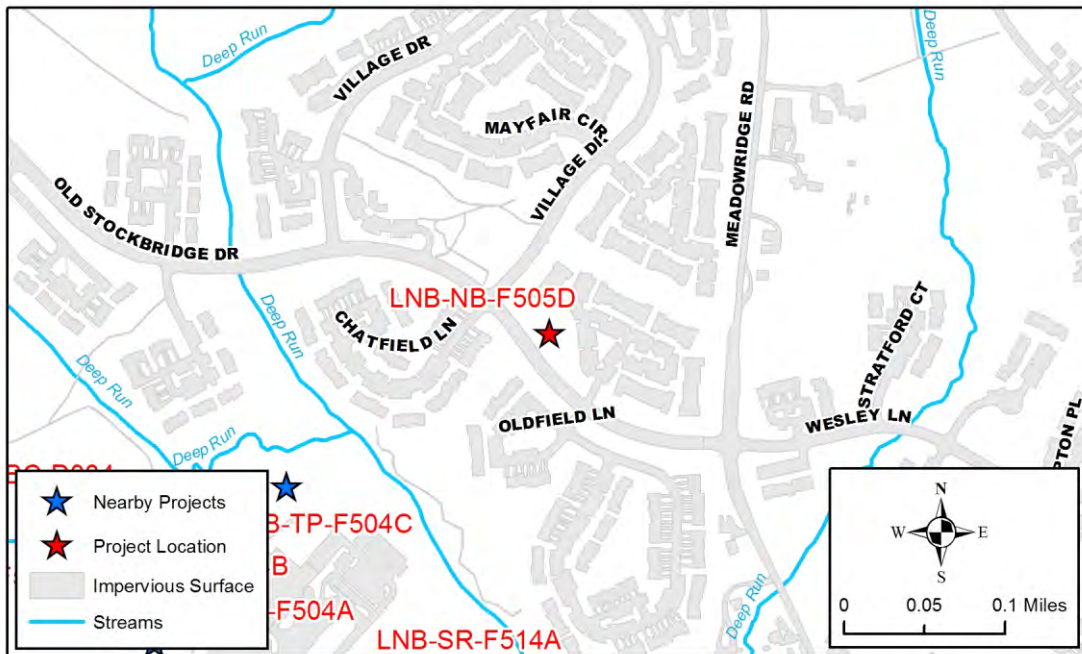 Deep Run
VILLAGE DR
Deep Run
MAYFAIR CIR
VILLAGE DR
MEADOWRIDGE RD
OLD STOCKBRIDGE DR
LNB-NB-F505D
CHATFIELD LN
Deep Run
STRATFORD CT
Deep Run
OLDFIELD LN
WESLEY LN
Deep Run
PTON PL
Nearby Projects
B-TP-F504C
Project Location
B
Impervious Surface
-F504A
Streams
LNB-SR-F514A
Deep Run
N
W
E
S
0
0.05
0.1 Miles